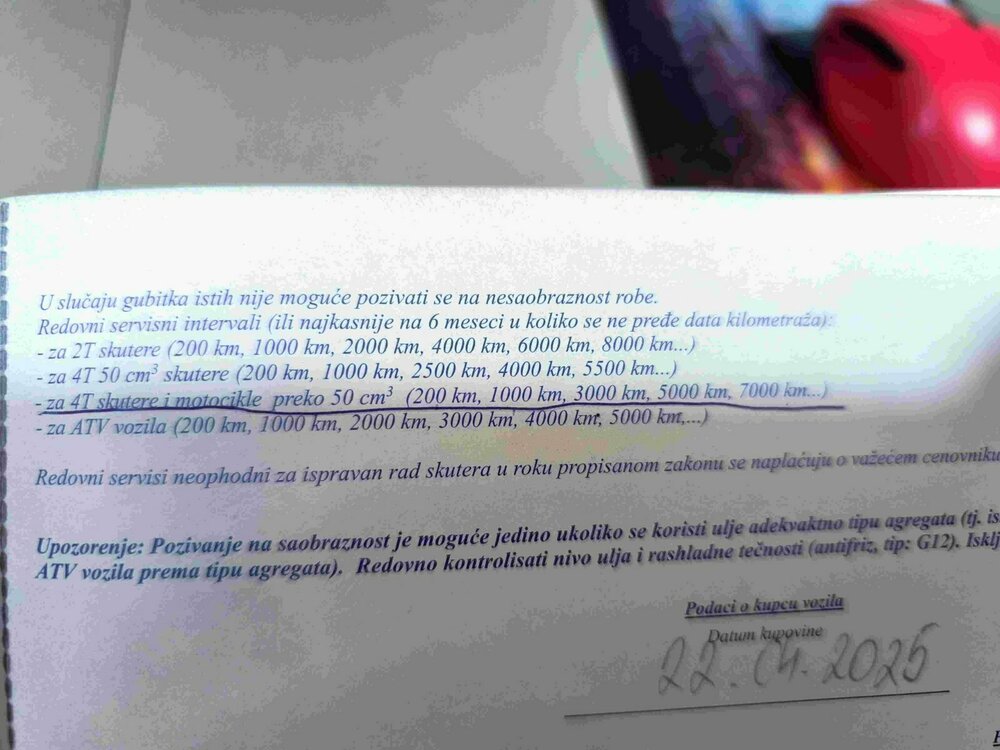 U slučaju gubitka istih nije moguće pozivati se na nesaobraznost robe.
Redovni servisni intervali (ili najkasnije na 6 meseci u koliko se ne pređe data kilometraža):
- za 2T skutere (200 km, 1000 km, 2000 km, 4000 km, 6000 km, 8000 km...)
- za 4T 50 cm³ skutere (200 km, 1000 km, 2500 km, 4000 km, 5500 km...)
- za 4T skutere i motocikle preko 50 cm³ (200 km, 1000 km, 3000 km, 5000 km, 7000 km...)
- za ATV vozila (200 km, 1000 km, 2000 km, 3000 km, 4000 km, 5000 km,...)
Redovni servisi neophodni za ispravan rad skutera u roku propisanom zakonu se naplaćuju o važećem cenovniku
Upozorenje: Pozivanje na saobraznost je moguće jedino ukoliko se koristi ulje adekvaktno tipu agregata (tj. is
ATV vozila prema tipu agregata). Redovno kontrolisati nivo ulja i rashladne tečnosti (antifriz, tip: G12). Isklj
Podaci o kupcu vozila
Datum kupovine
22.04.2025